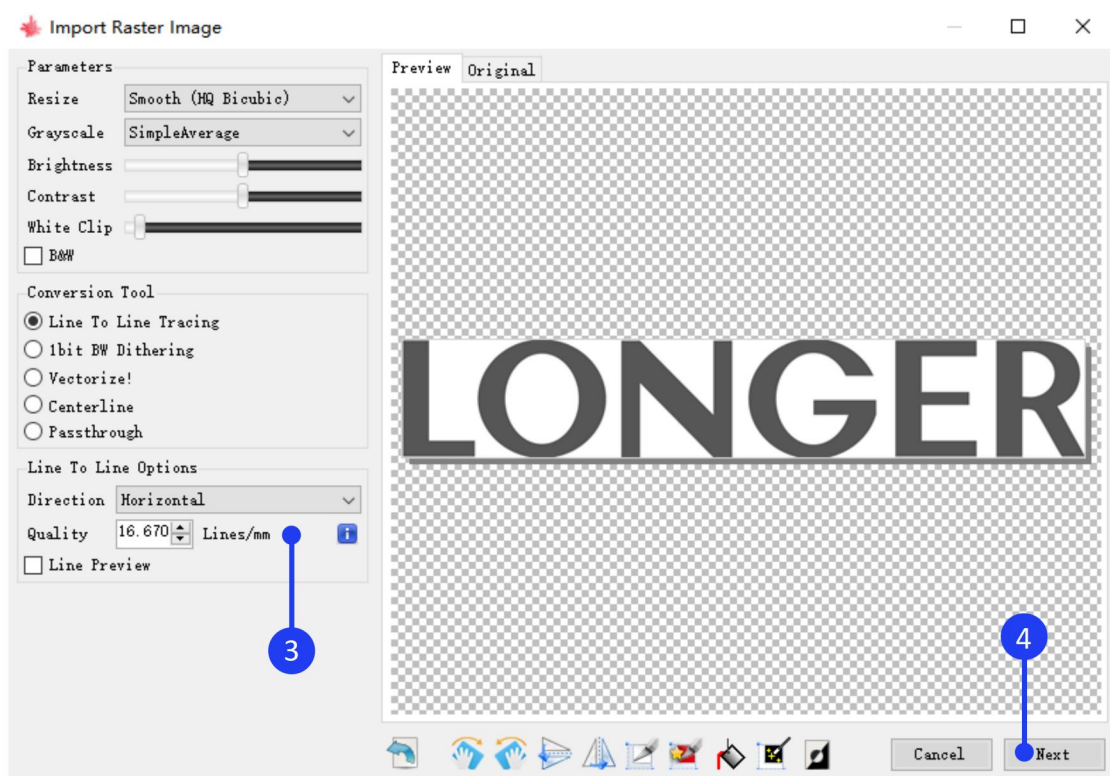 Import Raster Image
Parameters
Resize Smooth (HQ Bicubic)
Grayscale SimpleAverage
Brightness
Contrast
White Clip
B&W
Conversion Tool
Line To Line Tracing
1bit BW Dithering
Vectorize!
Centerline
Passthrough
Line To Line Options
Direction Horizontal
Quality 16.670 Lines/mm
Line Preview
3
Preview Original
LONGER
4
Cancel Next